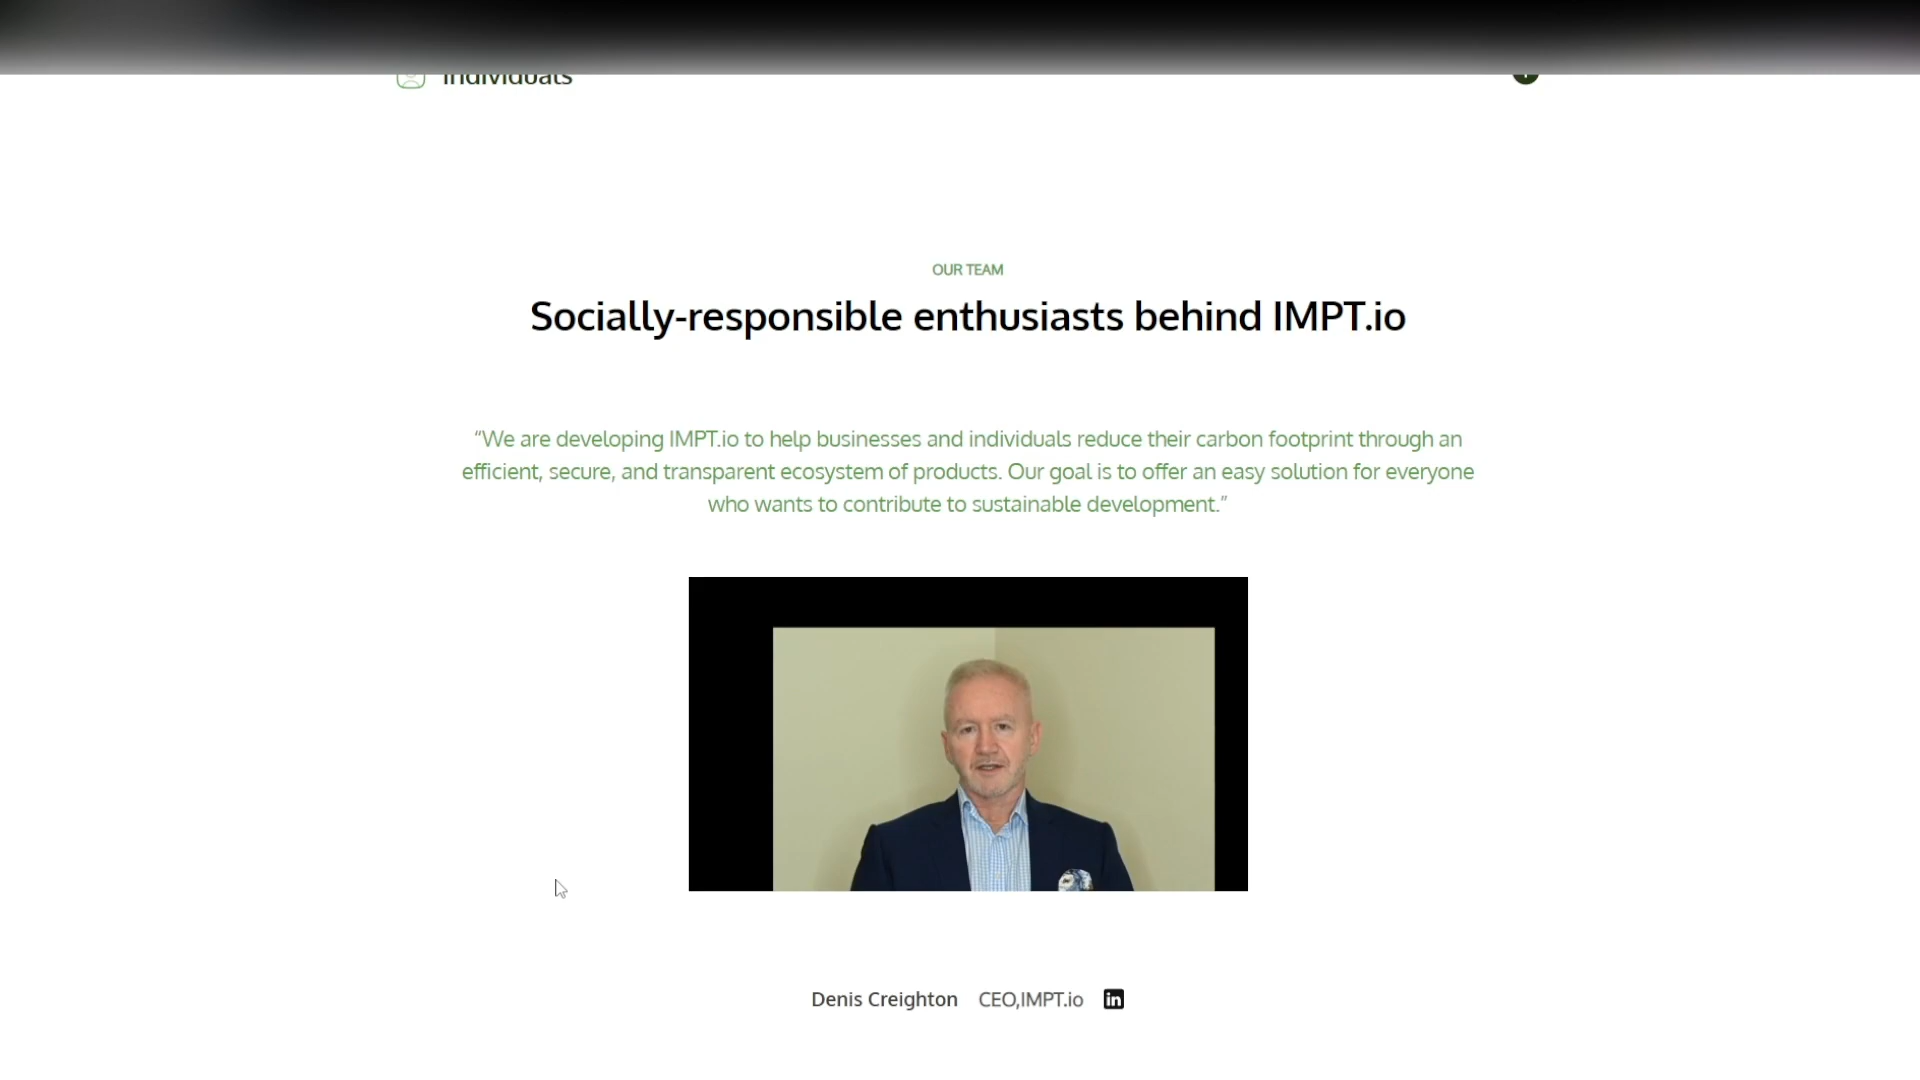 Individuals
OUR TEAM
Socially-responsible enthusiasts behind IMPT.io
“We are developing IMPT.io to help businesses and individuals reduce their carbon footprint through an
efficient, secure, and transparent ecosystem of products. Our goal is to offer an easy solution for everyone
who wants to contribute to sustainable development.”
Denis Creighton CEO,IMPT.io in